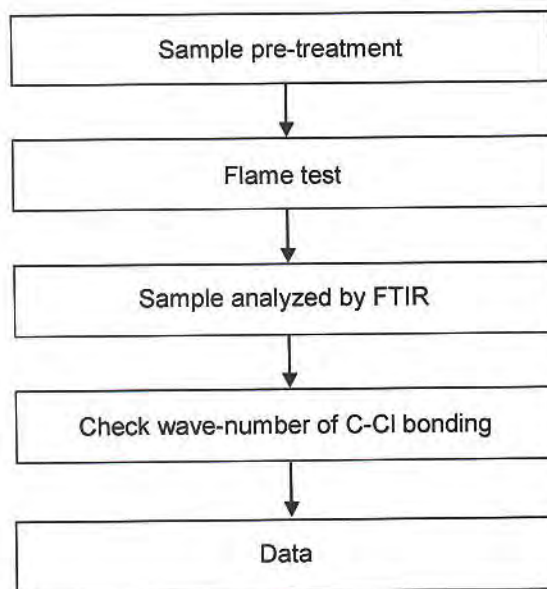 Sample pre-treatment
Flame test
Sample analyzed by FTIR
Check wave-number of C-Cl bonding
Data